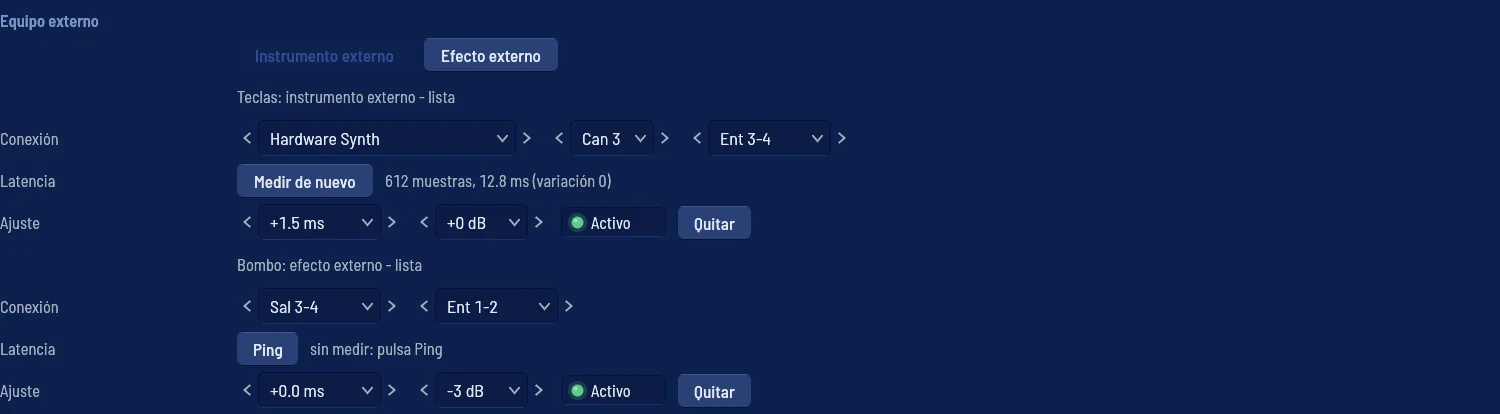 Equipo externo
Instrumento externo Efecto externo
Teclas: instrumento externo - lista
Conexión Hardware Synth Can 3 Ent 3-4
Latencia Medir de nuevo 612 muestras, 12.8 ms (variación 0)
Ajuste +1.5 ms +0 dB Activo Quitar
Bombo: efecto externo - lista
Conexión Sal 3-4 Ent 1-2
Latencia Ping sin medir: pulsa Ping
Ajuste +0.0 ms -3 dB Activo Quitar